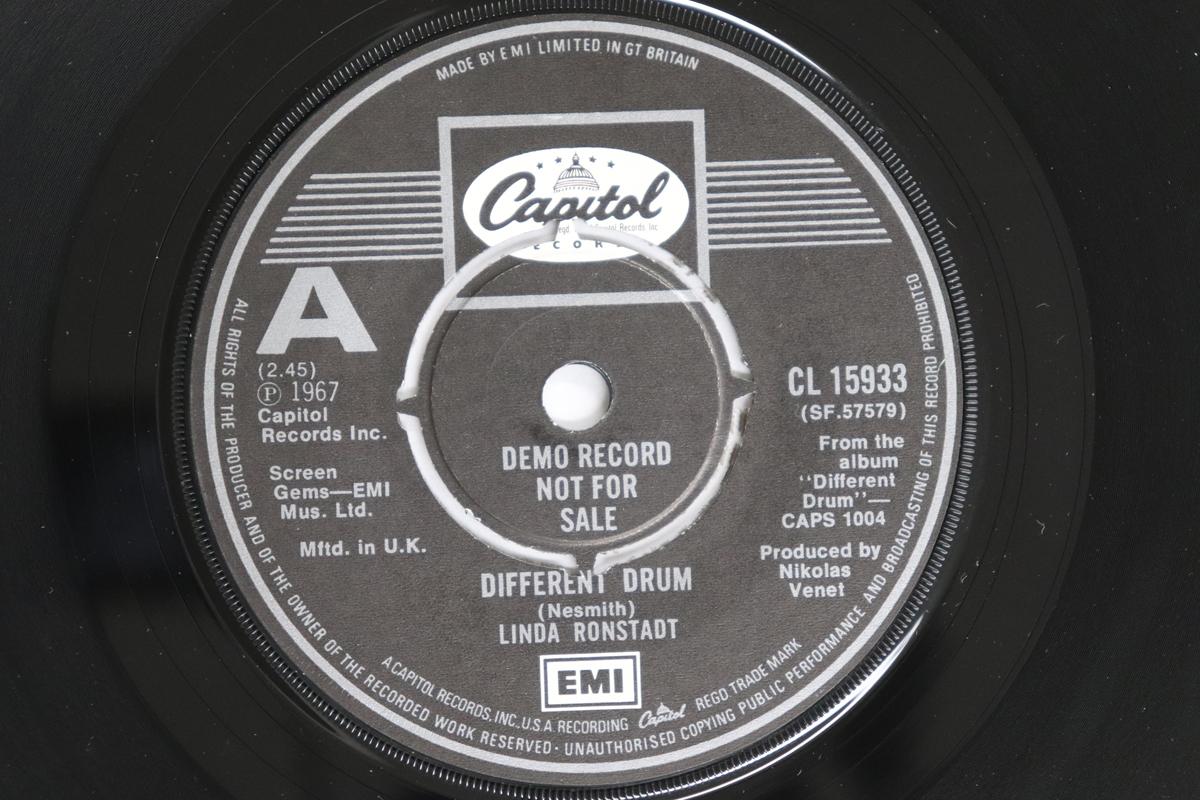 MADE BY E M I LIMITED IN GT BRITAIN
Capitol
RECOR
A
(2.45)
Ⓟ 1967
Capitol
Records Inc.
Screen
Gems—EMI
Mus. Ltd.
Mftd. in U.K.
CL 15933
(SF.57579)
From the
album
“Different
Drum”—
CAPS 1004
Produced by
Nikolas
Venet
DEMO RECORD
NOT FOR
SALE
DIFFERENT DRUM
(Nesmith)
LINDA RONSTADT
EMI
A CAPITOL RECORDS, INC. U.S.A. RECORDING Capitol REGD TRADE MARK
ALL RIGHTS OF THE PRODUCER AND OF THE OWNER OF THE RECORDED WORK RESERVED · UNAUTHORISED COPYING PUBLIC PERFORMANCE AND BROADCASTING OF THIS RECORD PROHIBITED